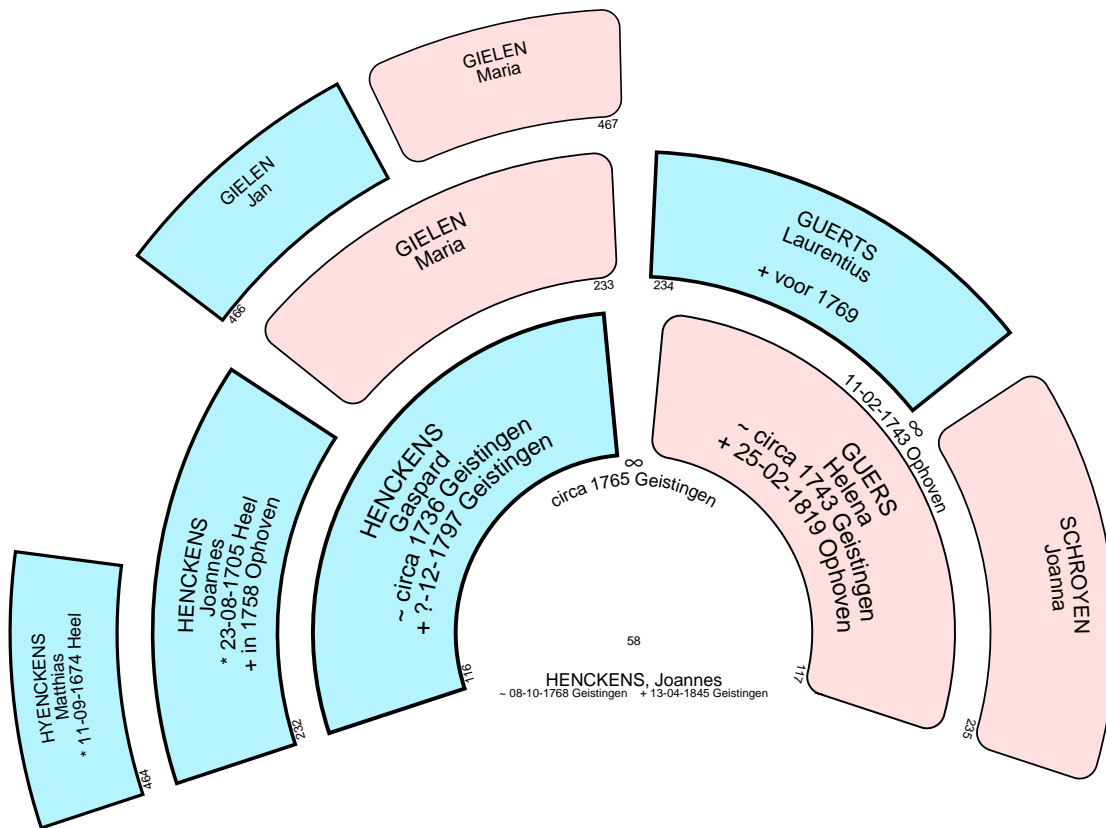 GIELEN
Maria
467
GIELEN
Jan
466
GIELEN
Maria
233
GUERTS
Laurentius
+ voor 1769
234
HENCKENS
Gaspard
~ circa 1736 Geistingen
+ ?-12-1797 Geistingen
116
∞
circa 1765 Geistingen
GUERS
Helena
~ circa 1743 Geistingen
+ 25-02-1819 Ophoven
117
∞
11-02-1743 Ophoven
SCHROYEN
Joanna
235
HENCKENS
Joannes
* 23-08-1705 Heel
+ in 1758 Ophoven
232
HYENCKENS
Matthias
* 11-09-1674 Heel
464
58
HENCKENS, Joannes
~ 08-10-1768 Geistingen + 13-04-1845 Geistingen